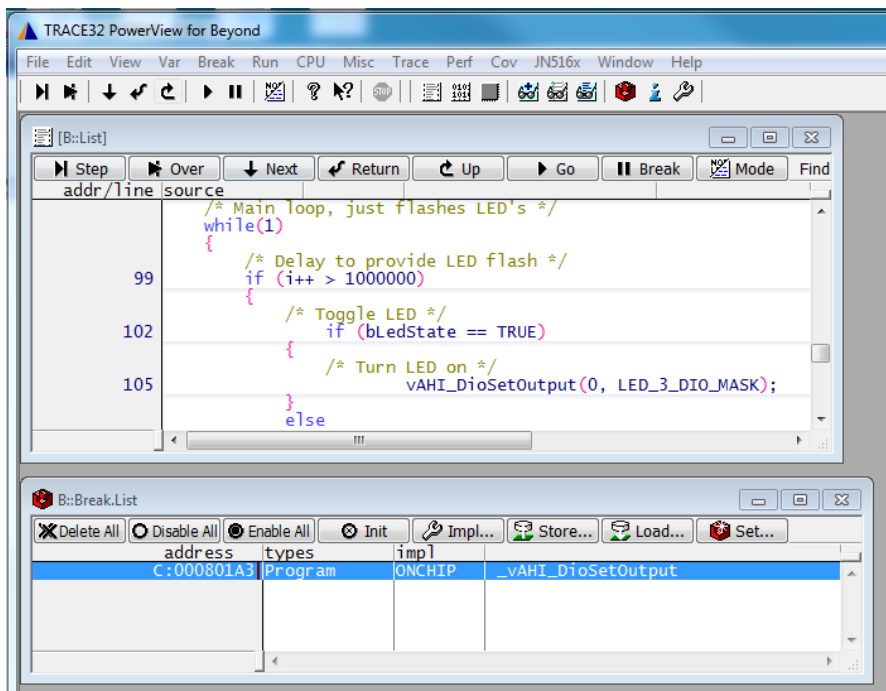 TRACE32 PowerView for Beyond
File Edit View Var Break Run CPU Misc Trace Perf Cov JN516x Window Help
[B::List]
Step Over Next Return Up Go Break Mode Find
addr/line source
/* Main loop, just flashes LED's */
while(1)
{
/* Delay to provide LED flash */
99 if (i++ > 1000000)
{
/* Toggle LED */
102 if (bLedState == TRUE)
{
/* Turn LED on */
105 vAHI_DioSetOutput(0, LED_3_DIO_MASK);
}
else
B::Break.List
Delete All Disable All Enable All Init Impl... Store... Load... Set...
address types impl
C:000801A3 Program ONCHIP _vAHI_DioSetOutput